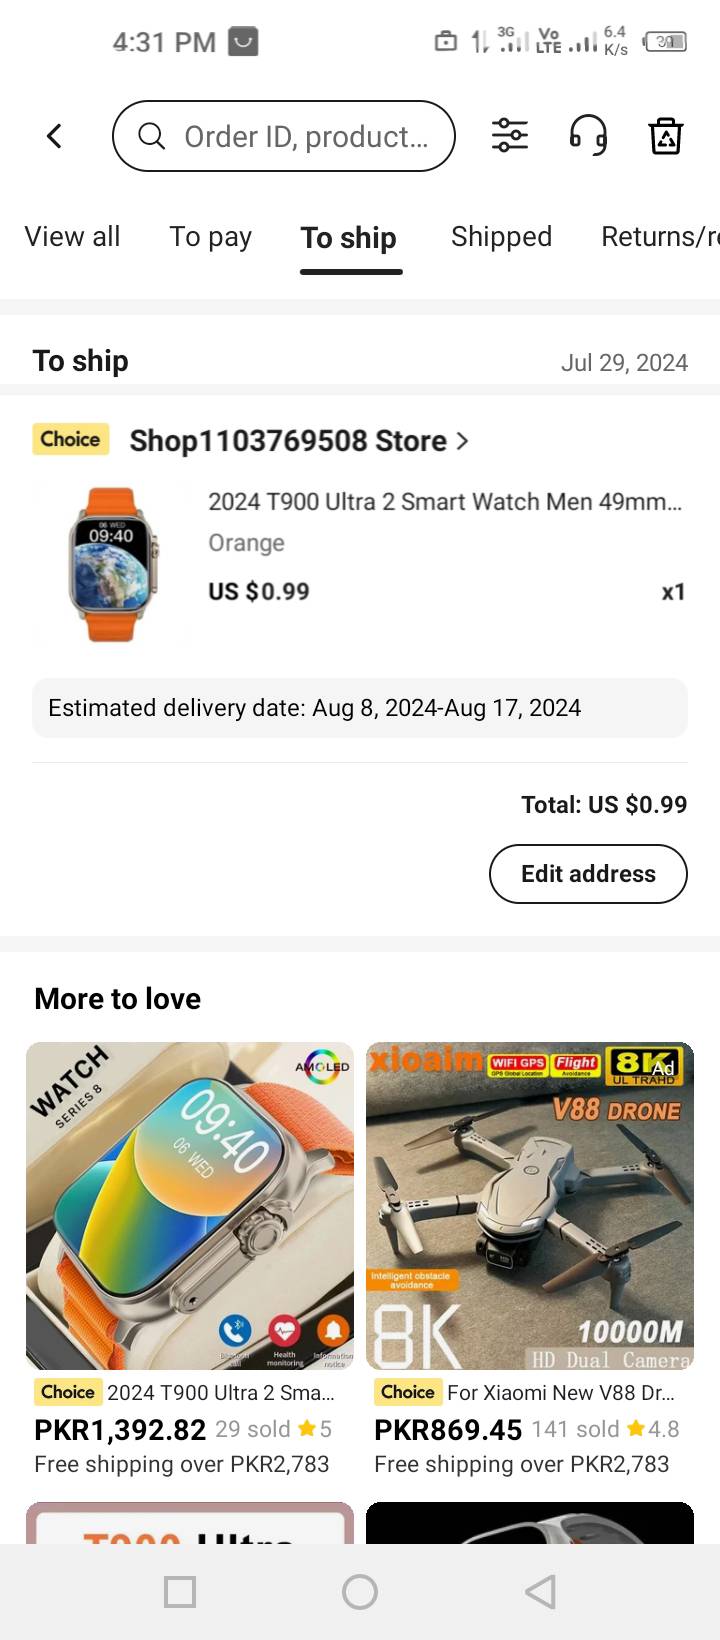 4:31 PM
3G
Vo LTE
6.4 K/s
30
Order ID, product...
View all
To pay
To ship
Shipped
Returns/r
To ship
Jul 29, 2024
Choice
Shop1103769508 Store >
2024 T900 Ultra 2 Smart Watch Men 49mm...
06 WED
09:40
Orange
US $0.99
x1
Estimated delivery date: Aug 8, 2024-Aug 17, 2024
Total: US $0.99
Edit address
More to love
WATCH
SERIES 8
AMOLED
09:40
06 WED
Bluetooth call
Health monitoring
Information notice
xioaim
WIFI GPS
GPS Global Location
Flight
Avoidance
8K
UL TRAHD
Ad
V88 DRONE
Intelligent obstacle avoidance
8K
10000M
HD Dual Camera
Choice 2024 T900 Ultra 2 Sma...
PKR1,392.82 29 sold ★5
Free shipping over PKR2,783
Choice For Xiaomi New V88 Dr...
PKR869.45 141 sold ★4.8
Free shipping over PKR2,783
T900 Ultra